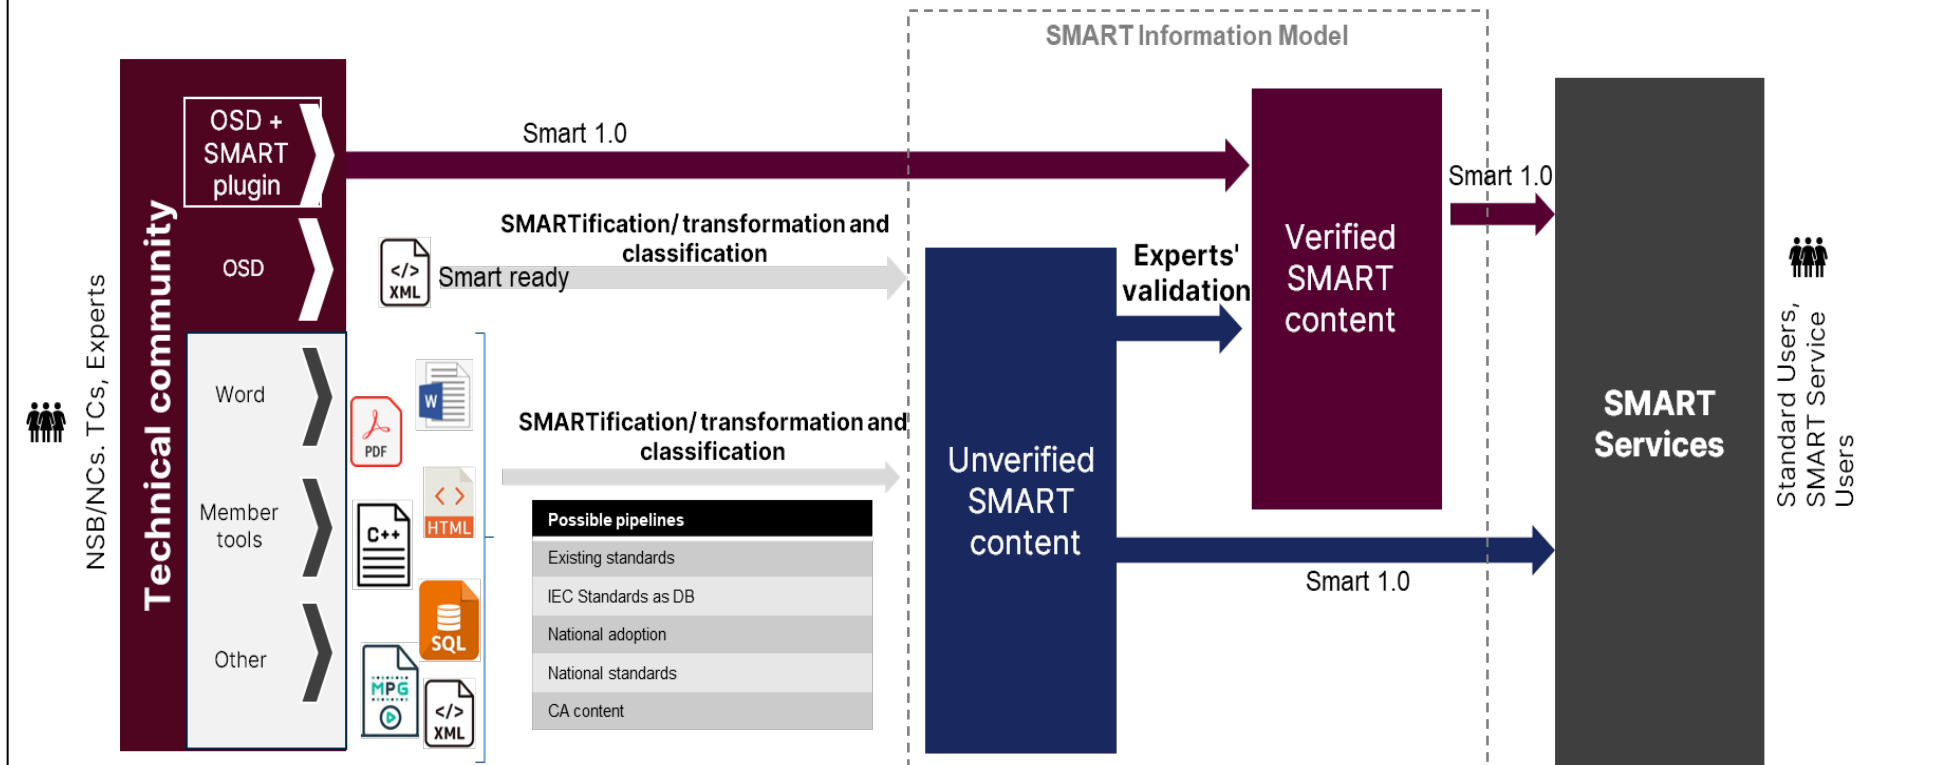 SMART Information Model
OSD +
SMART
plugin
Smart 1.0
Smart 1.0
SMARTification/ transformation and
classification
OSD
</>
XML
Smart ready
Experts'
validation
Verified
SMART
content
Technical community
NSB/NCs. TCs, Experts
Word
W
PDF
SMARTification/ transformation and
classification
Unverified
SMART
content
SMART
Services
Standard Users,
SMART Service
Users
Member
tools
C++
< >
HTML
Possible pipelines
Existing standards
IEC Standards as DB
National adoption
National standards
CA content
Smart 1.0
Other
SQL
MPG
</>
XML